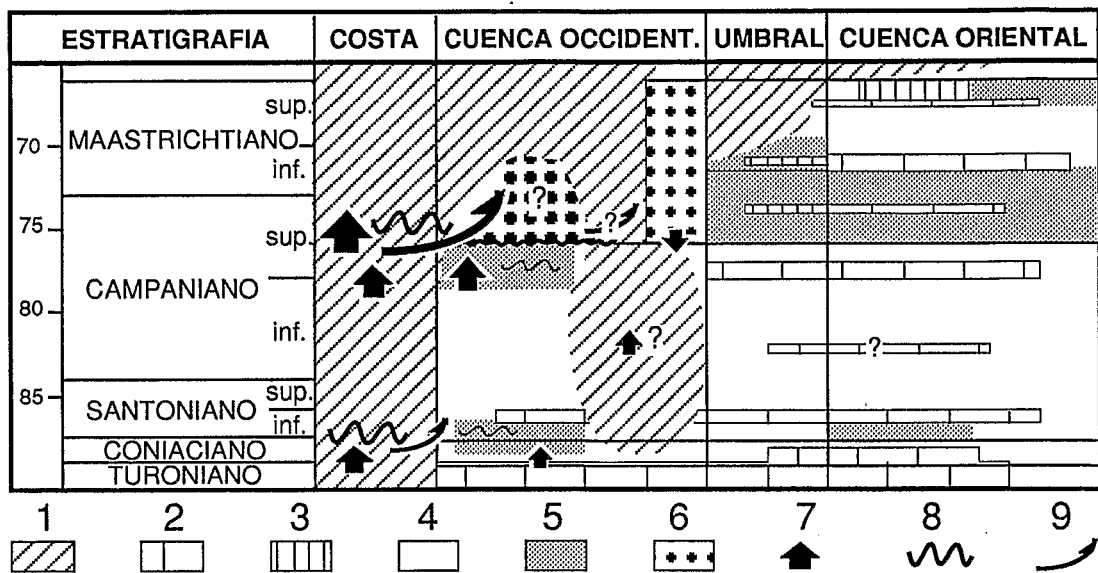 ESTRATIGRAFIA COSTA CUENCA OCCIDENT. UMBRAL CUENCA ORIENTAL
sup.
70 MAASTRICHTIANO
inf.
?
75
?
sup.
CAMPANIANO
80
inf.
? ?
85 sup.
SANTONIANO
inf.
CONIACIANO
TURONIANO
1 2 3 4 5 6 7 8 9